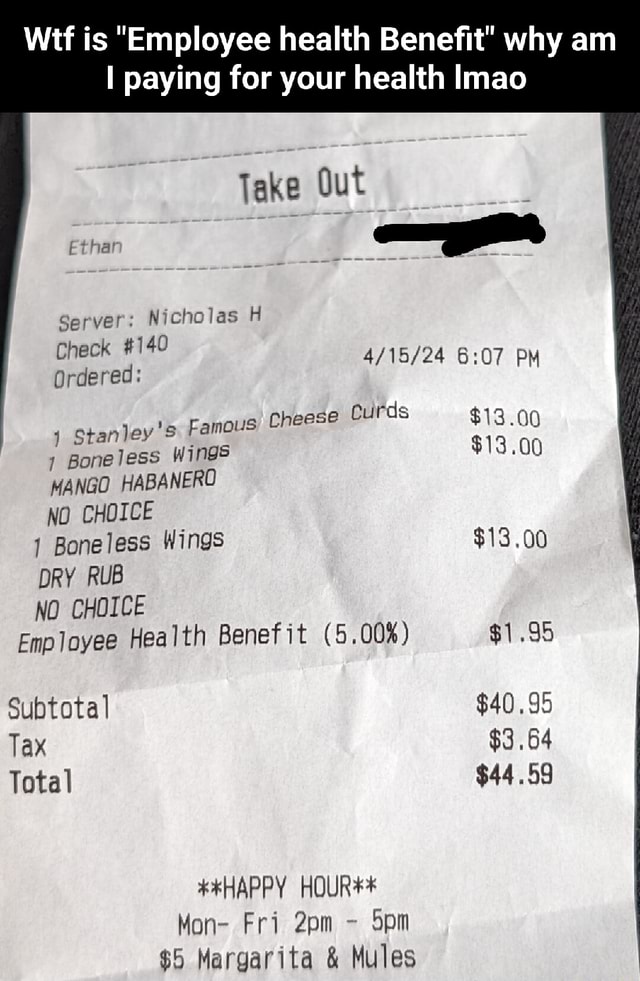 Wtf is "Employee health Benefit" why am
I paying for your health lmao
Take Out
Ethan
Server: Nicholas H
Check #140
4/15/24 6:07 PM
Ordered:
1 Stanley's Famous Cheese Curds $13.00
1 Boneless Wings $13.00
MANGO HABANERO
NO CHOICE
1 Boneless Wings $13.00
DRY RUB
NO CHOICE
Employee Health Benefit (5.00%) $1.95
Subtotal $40.95
Tax $3.64
Total $44.59
**HAPPY HOUR**
Mon- Fri 2pm - 5pm
$5 Margarita & Mules